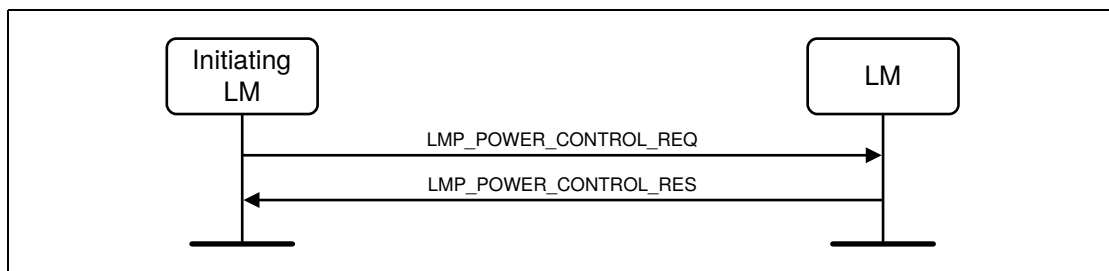 Initiating
LM
LM
LMP_POWER_CONTROL_REQ
LMP_POWER_CONTROL_RES